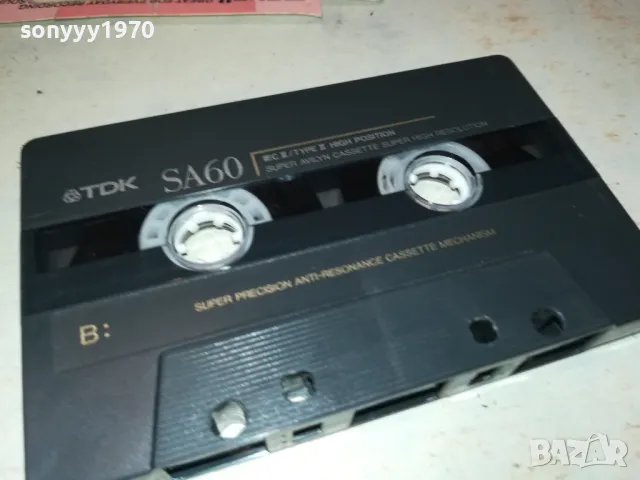 sonyyy1970
TDK SA60
IEC II/TYPE II HIGH POSITION
SUPER AVILYN CASSETTE SUPER HIGH RESOLUTION
SUPER PRECISION ANTI-RESONANCE CASSETTE MECHANISM
B:
BAZAR